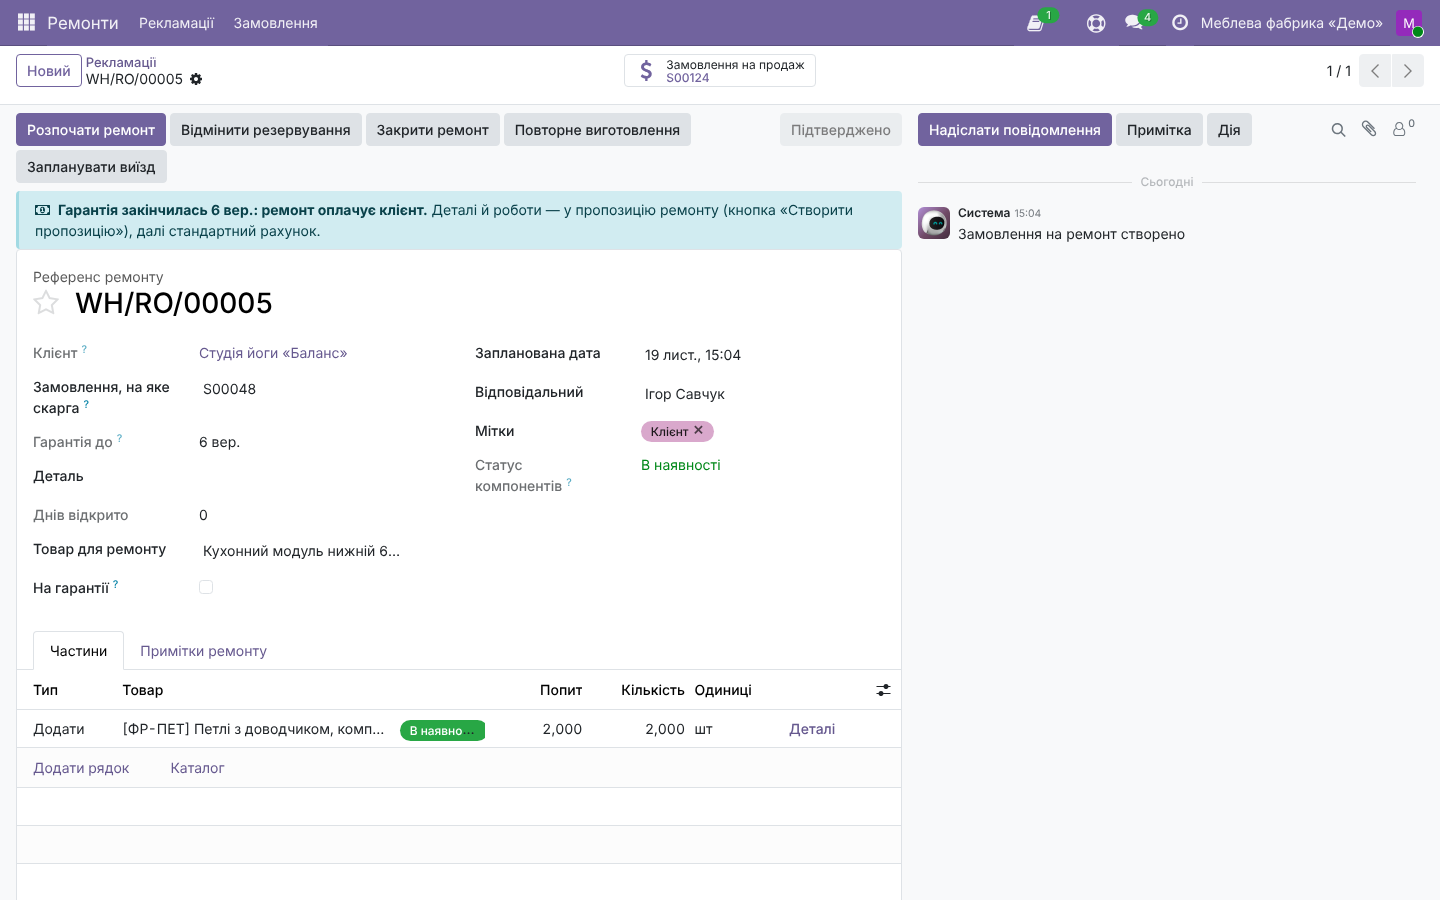 Ремонти Рекламації Замовлення 1 4 Меблева фабрика «Демо» M
Новий Рекламації WH/RO/00005
Замовлення на продаж
S00124
1 / 1
Розпочати ремонт Відмінити резервування Закрити ремонт Повторне виготовлення Підтверджено
Запланувати виїзд
Надіслати повідомлення Примітка Дія 0
Гарантія закінчилась 6 вер.: ремонт оплачує клієнт. Деталі й роботи — у пропозицію ремонту (кнопка «Створити
пропозицію»), далі стандартний рахунок.
Сьогодні
Система 15:04
Замовлення на ремонт створено
Референс ремонту
WH/RO/00005
Клієнт ? Студія йоги «Баланс»
Замовлення, на яке
скарга ? S00048
Гарантія до ? 6 вер.
Деталь
Днів відкрито 0
Товар для ремонту Кухонний модуль нижній 6...
На гарантії ?
Запланована дата 19 лист., 15:04
Відповідальний Ігор Савчук
Мітки Клієнт ✕
Статус
компонентів ? В наявності
Частини Примітки ремонту
Тип Товар Попит Кількість Одиниці
Додати [ФР-ПЕТ] Петлі з доводчиком, комп... В наявно... 2,000 2,000 шт Деталі
Додати рядок Каталог